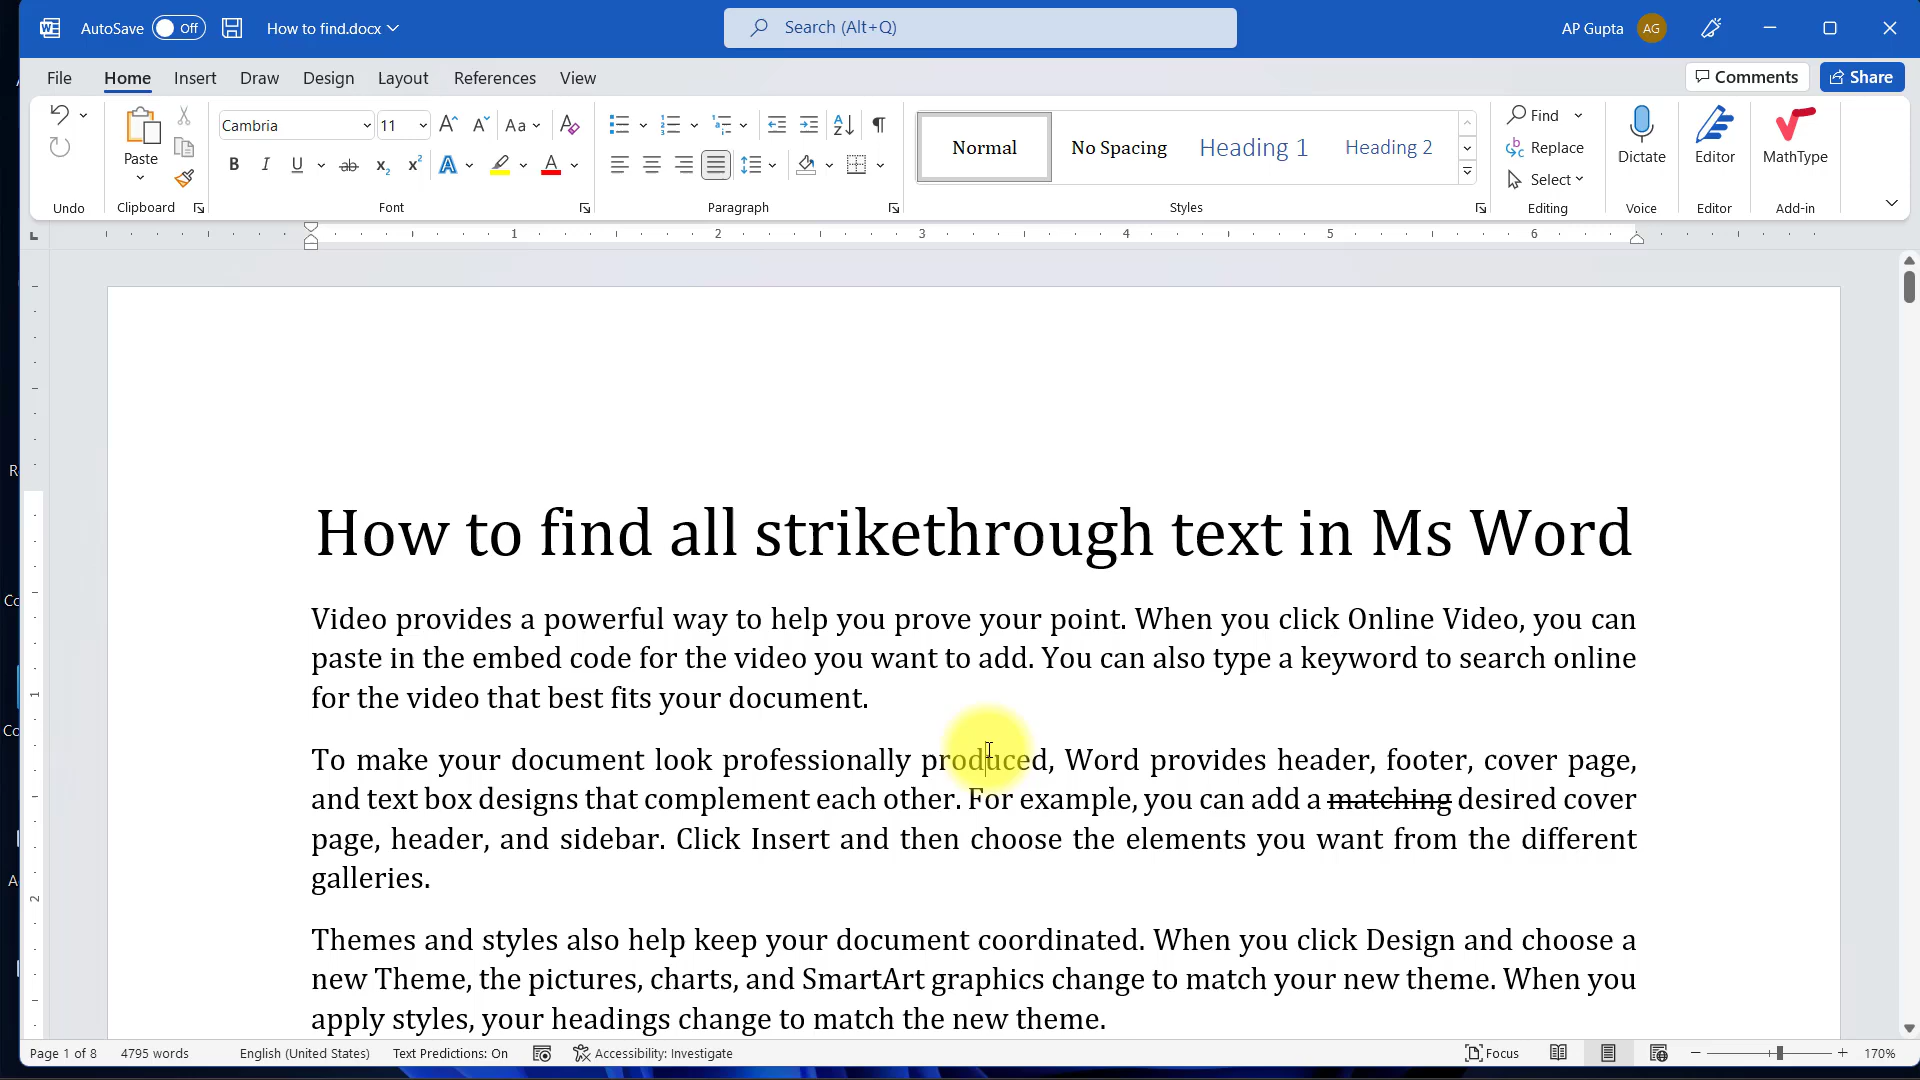 AutoSave Off How to find.docx Search (Alt+Q) AP Gupta AG
File Home Insert Draw Design Layout References View Comments Share
Paste
Cambria 11 Aa
Normal No Spacing Heading 1 Heading 2
Find
Replace
Select
Dictate Editor MathType
Undo Clipboard Font Paragraph Styles Editing Voice Editor Add-in
1 2 3 4 5 6
How to find all strikethrough text in Ms Word
Video provides a powerful way to help you prove your point. When you click Online Video, you can
paste in the embed code for the video you want to add. You can also type a keyword to search online
for the video that best fits your document.
To make your document look professionally produced, Word provides header, footer, cover page,
and text box designs that complement each other. For example, you can add a matching desired cover
page, header, and sidebar. Click Insert and then choose the elements you want from the different
galleries.
Themes and styles also help keep your document coordinated. When you click Design and choose a
new Theme, the pictures, charts, and SmartArt graphics change to match your new theme. When you
apply styles, your headings change to match the new theme.
1
2
Page 1 of 8 4795 words English (United States) Text Predictions: On Accessibility: Investigate Focus 170%